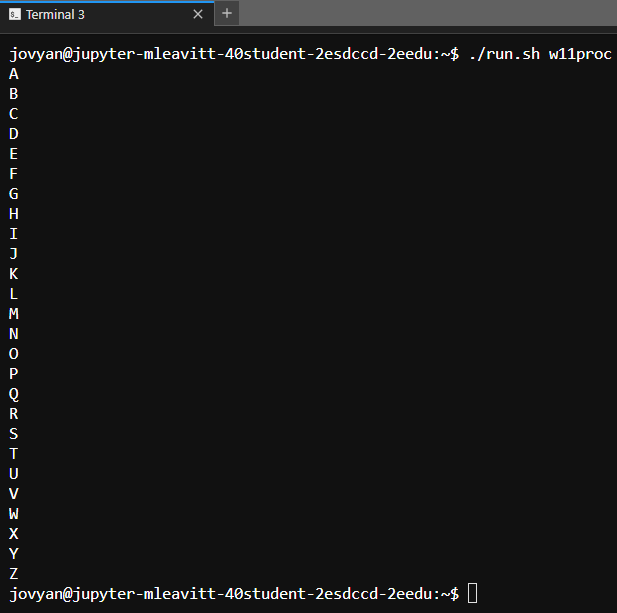 Terminal 3
jovyan@jupyter-mleavitt-40student-2esdccd-2eedu:~$ ./run.sh w11proc
A
B
C
D
E
F
G
H
I
J
K
L
M
N
O
P
Q
R
S
T
U
V
W
X
Y
Z
jovyan@jupyter-mleavitt-40student-2esdccd-2eedu:~$